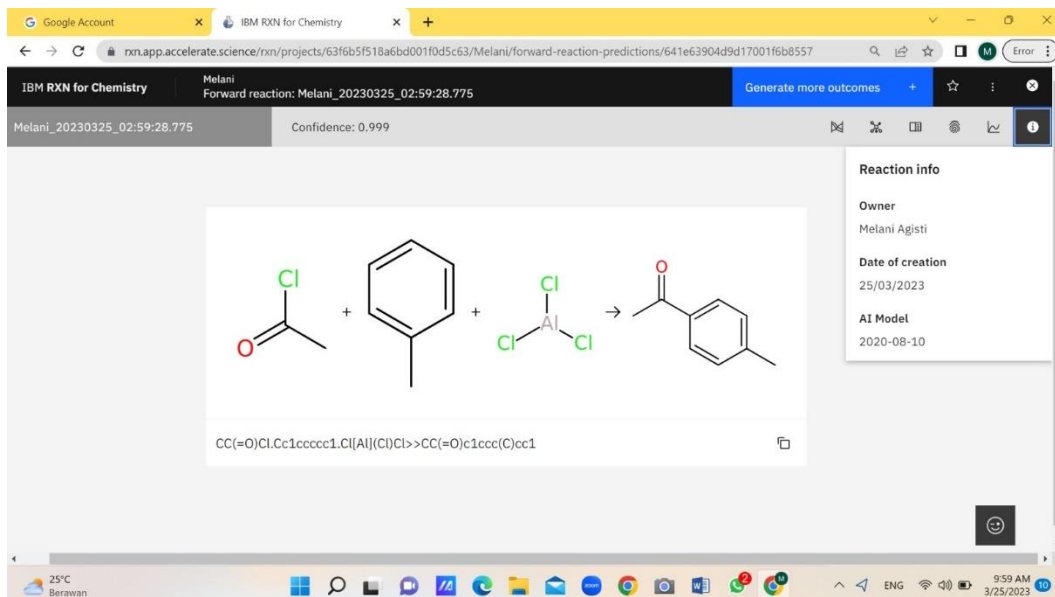 Google Account
IBM RXN for Chemistry
rxn.app.accelerate.science/rxn/projects/63f6b5f518a6bd001f0d5c63/Melani/forward-reaction-predictions/641e63904d9d17001f6b8557
M
Error
IBM RXN for Chemistry
Melani
Forward reaction: Melani_20230325_02:59:28.775
Generate more outcomes +
Melani_20230325_02:59:28.775
Confidence: 0.999
Reaction info
Owner
Melani Agisti
Date of creation
25/03/2023
AI Model
2020-08-10
Cl
O
+
+
Cl
Al
Cl
Cl
→
O
CC(=O)Cl.Cc1ccccc1.Cl[Al](Cl)Cl>>CC(=O)c1ccc(C)cc1
25°C
Berawan
zoom
2
M
ENG
9:59 AM
3/25/2023
10